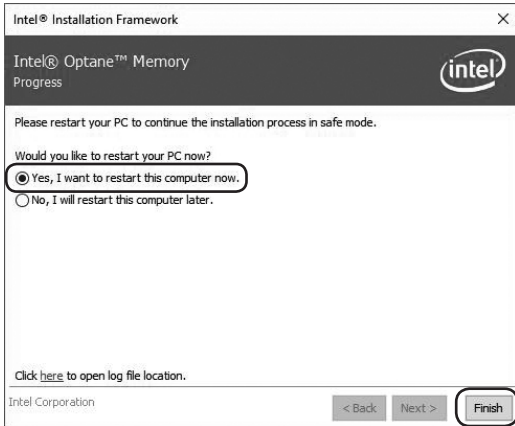 Intel® Installation Framework
Intel® Optane™ Memory
Progress
intel
Please restart your PC to continue the installation process in safe mode.
Would you like to restart your PC now?
Yes, I want to restart this computer now.
No, I will restart this computer later.
Click here to open log file location.
Intel Corporation
< Back Next > Finish